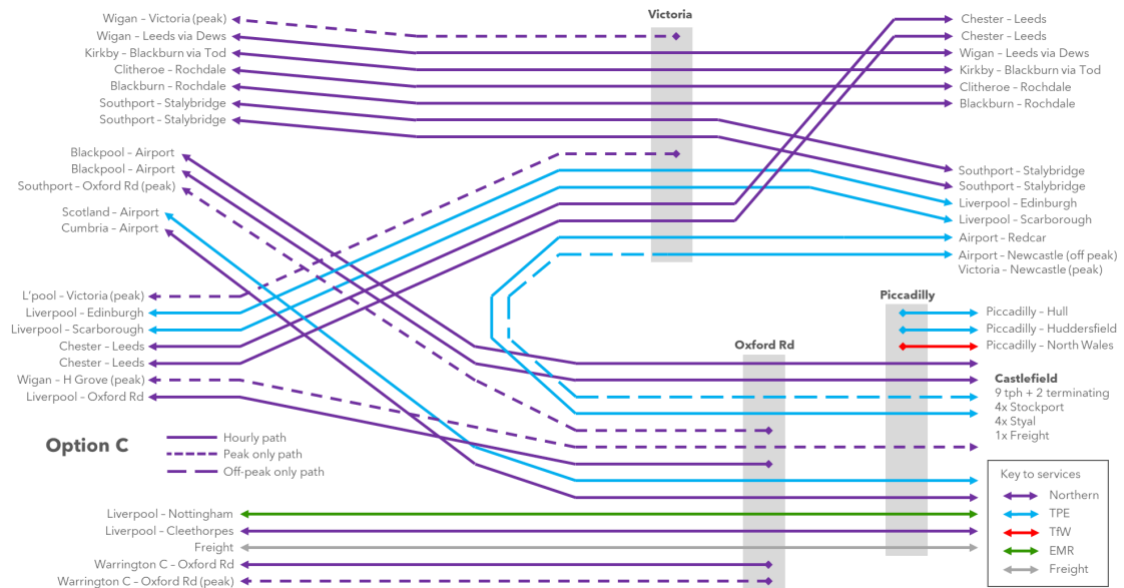 Wigan – Victoria (peak)
Wigan – Leeds via Dews
Kirkby – Blackburn via Tod
Clitheroe – Rochdale
Blackburn – Rochdale
Southport – Stalybridge
Southport – Stalybridge
Blackpool – Airport
Blackpool – Airport
Southport – Oxford Rd (peak)
Scotland – Airport
Cumbria – Airport
L'pool – Victoria (peak)
Liverpool – Edinburgh
Liverpool – Scarborough
Chester – Leeds
Chester – Leeds
Wigan – H Grove (peak)
Liverpool – Oxford Rd
Option C
Hourly path
Peak only path
Off-peak only path
Liverpool – Nottingham
Liverpool – Cleethorpes
Freight
Warrington C – Oxford Rd
Warrington C – Oxford Rd (peak)
Victoria
Oxford Rd
Piccadilly
Chester – Leeds
Chester – Leeds
Wigan – Leeds via Dews
Kirkby – Blackburn via Tod
Clitheroe – Rochdale
Blackburn – Rochdale
Southport – Stalybridge
Southport – Stalybridge
Liverpool – Edinburgh
Liverpool – Scarborough
Airport – Redcar
Airport – Newcastle (off peak)
Victoria – Newcastle (peak)
Piccadilly – Hull
Piccadilly – Huddersfield
Piccadilly – North Wales
Castlefield
9 tph + 2 terminating
4x Stockport
4x Styal
1x Freight
Key to services
Northern
TPE
TfW
EMR
Freight